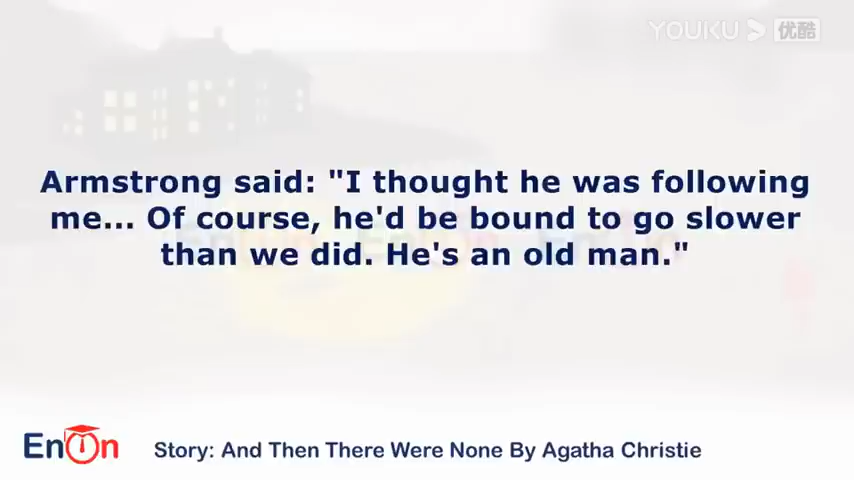 YOUKU 优酷
Armstrong said: "I thought he was following
me... Of course, he'd be bound to go slower
than we did. He's an old man."
EnOn
Story: And Then There Were None By Agatha Christie